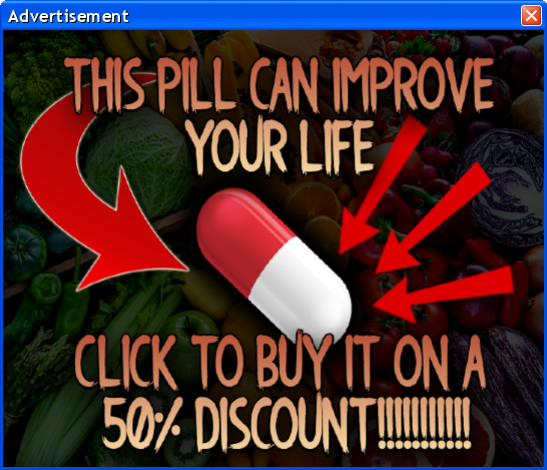 Advertisement
THIS PILL CAN IMPROVE
YOUR LIFE
CLICK TO BUY IT ON A
50% DISCOUNT!!!!!!!!!!!